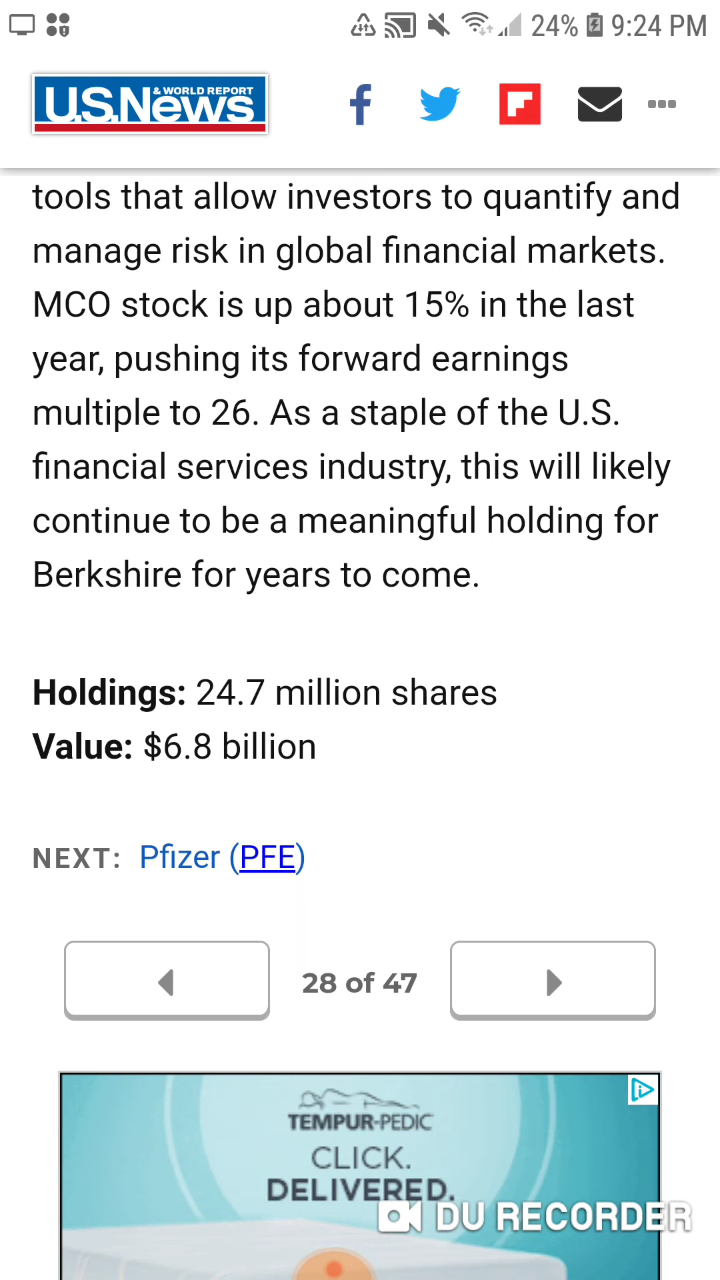 24% 9:24 PM
U.S.News & WORLD REPORT
tools that allow investors to quantify and
manage risk in global financial markets.
MCO stock is up about 15% in the last
year, pushing its forward earnings
multiple to 26. As a staple of the U.S.
financial services industry, this will likely
continue to be a meaningful holding for
Berkshire for years to come.
Holdings: 24.7 million shares
Value: $6.8 billion
NEXT: Pfizer (PFE)
28 of 47
TEMPUR-PEDIC
CLICK.
DELIVERED.
DU RECORDER